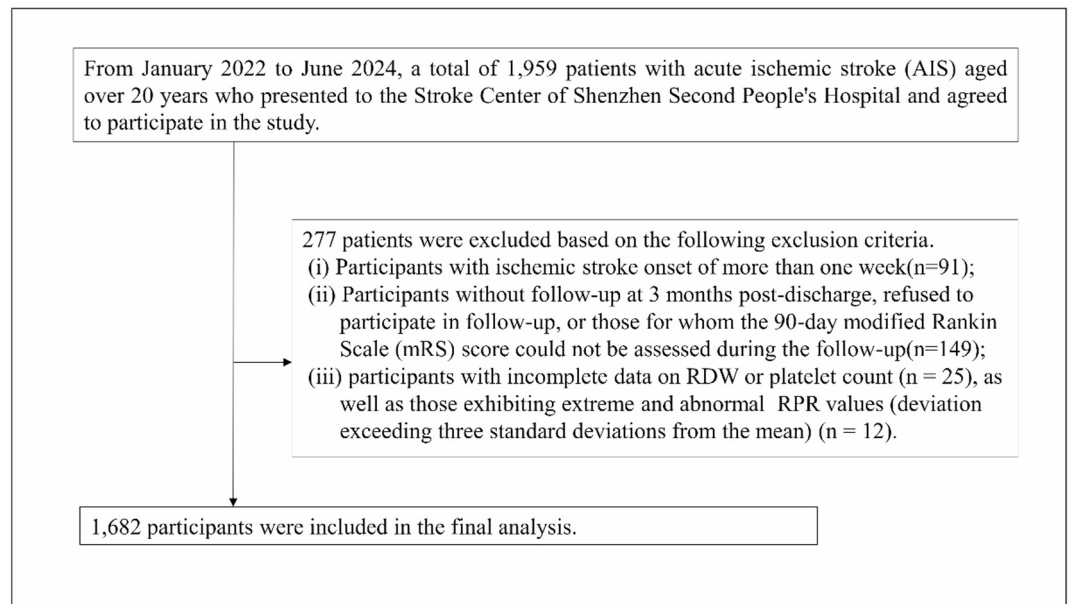 From January 2022 to June 2024, a total of 1,959 patients with acute ischemic stroke (AIS) aged
over 20 years who presented to the Stroke Center of Shenzhen Second People's Hospital and agreed
to participate in the study.
277 patients were excluded based on the following exclusion criteria.
(i) Participants with ischemic stroke onset of more than one week(n=91);
(ii) Participants without follow-up at 3 months post-discharge, refused to
participate in follow-up, or those for whom the 90-day modified Rankin
Scale (mRS) score could not be assessed during the follow-up(n=149);
(iii) participants with incomplete data on RDW or platelet count (n = 25), as
well as those exhibiting extreme and abnormal RPR values (deviation
exceeding three standard deviations from the mean) (n = 12).
1,682 participants were included in the final analysis.